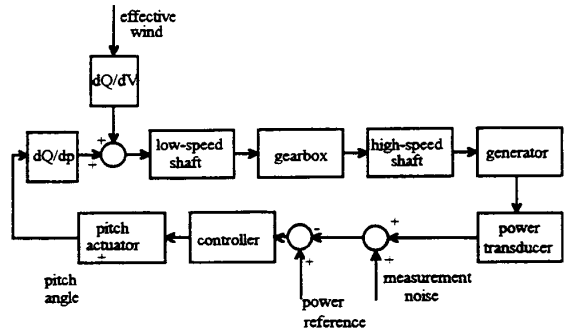 effective
wind
dQ/dV
+
dQ/dp
+
low-speed
shaft
gearbox
high-speed
shaft
generator
pitch
actuator
+
controller
-
+
+
+
power
transducer
pitch
angle
measurement
noise
power
reference